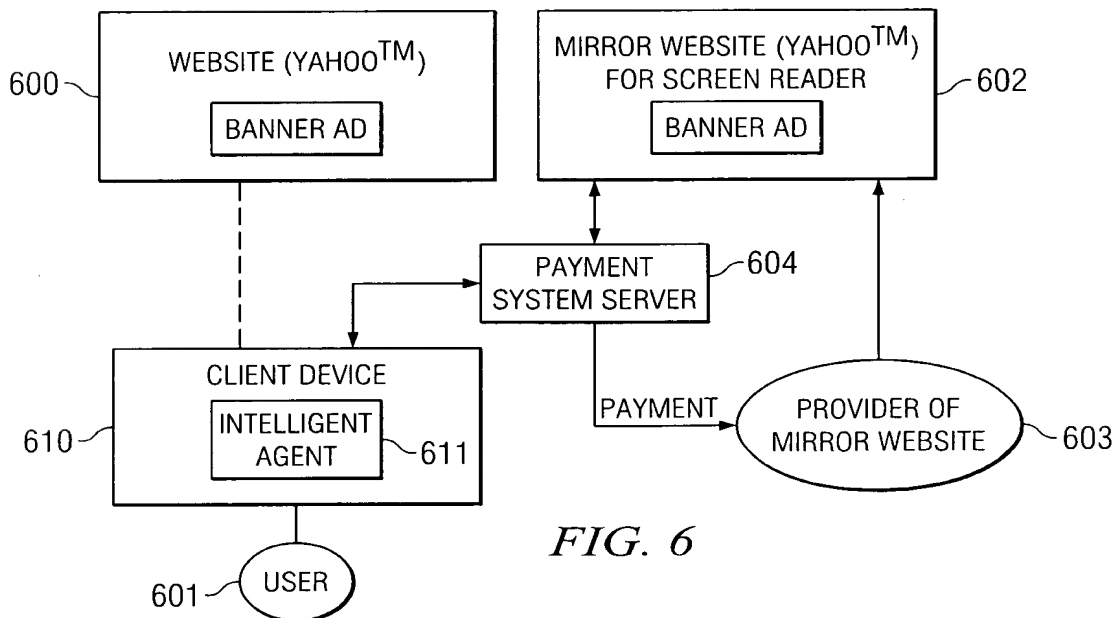 WEBSITE (YAHOO™)
BANNER AD
600
MIRROR WEBSITE (YAHOO™)
FOR SCREEN READER
BANNER AD
602
PAYMENT
SYSTEM SERVER
604
CLIENT DEVICE
INTELLIGENT
AGENT
611
610
PAYMENT
PROVIDER OF
MIRROR WEBSITE
603
USER
601
FIG. 6